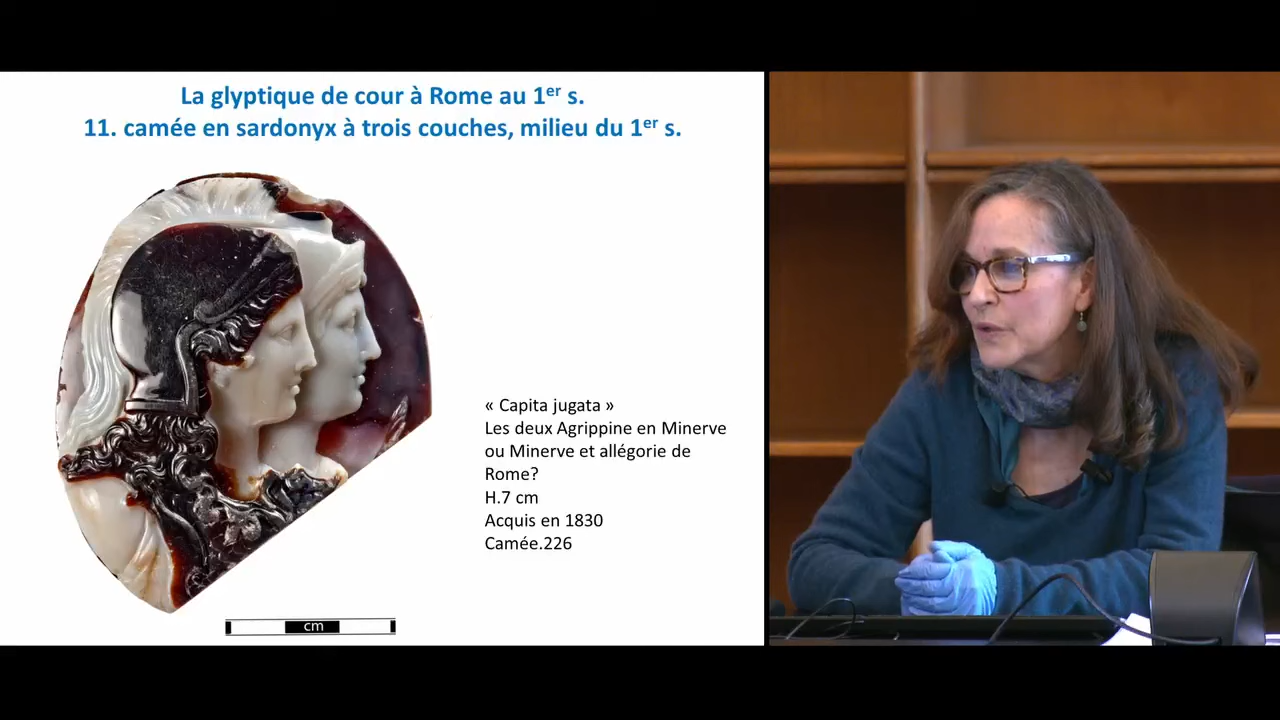 La glyptique de cour à Rome au 1er s.
11. camée en sardonyx à trois couches, milieu du 1er s.
« Capita jugata »
Les deux Agrippine en Minerve
ou Minerve et allégorie de
Rome?
H.7 cm
Acquis en 1830
Camée.226
cm